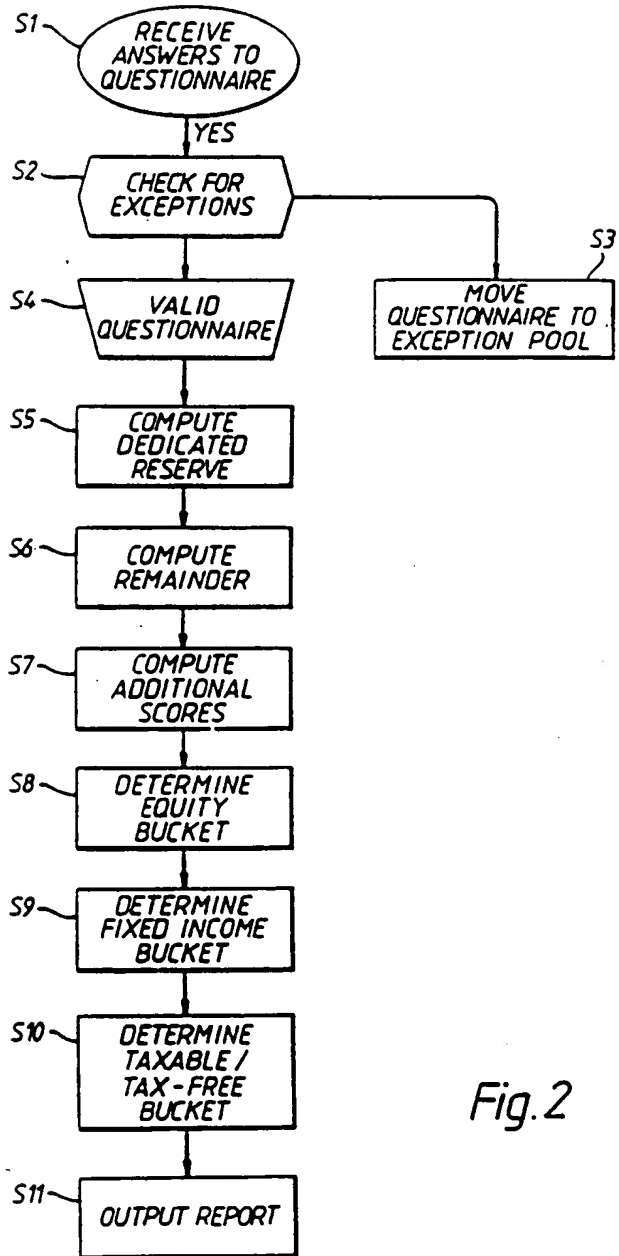 S1
RECEIVE
ANSWERS TO
QUESTIONNAIRE
YES
S2
CHECK FOR
EXCEPTIONS
S3
MOVE
QUESTIONNAIRE TO
EXCEPTION POOL
S4
VALID
QUESTIONNAIRE
S5
COMPUTE
DEDICATED
RESERVE
S6
COMPUTE
REMAINDER
S7
COMPUTE
ADDITIONAL
SCORES
S8
DETERMINE
EQUITY
BUCKET
S9
DETERMINE
FIXED INCOME
BUCKET
S10
DETERMINE
TAXABLE /
TAX-FREE
BUCKET
S11
OUTPUT REPORT
Fig.2